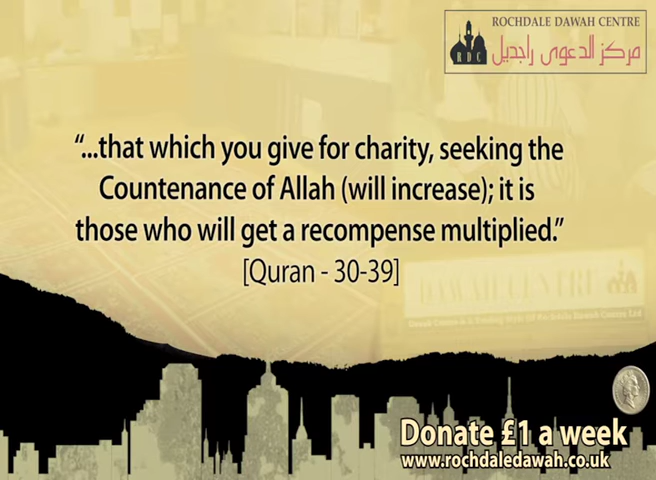 ROCHDALE DAWAH CENTRE
RDC
مركز الدعوى راجديل
“...that which you give for charity, seeking the
Countenance of Allah (will increase); it is
those who will get a recompense multiplied.”
[Quran - 30-39]
DAWAH CENTRE
Donate £1 a week
www.rochdaledawah.co.uk